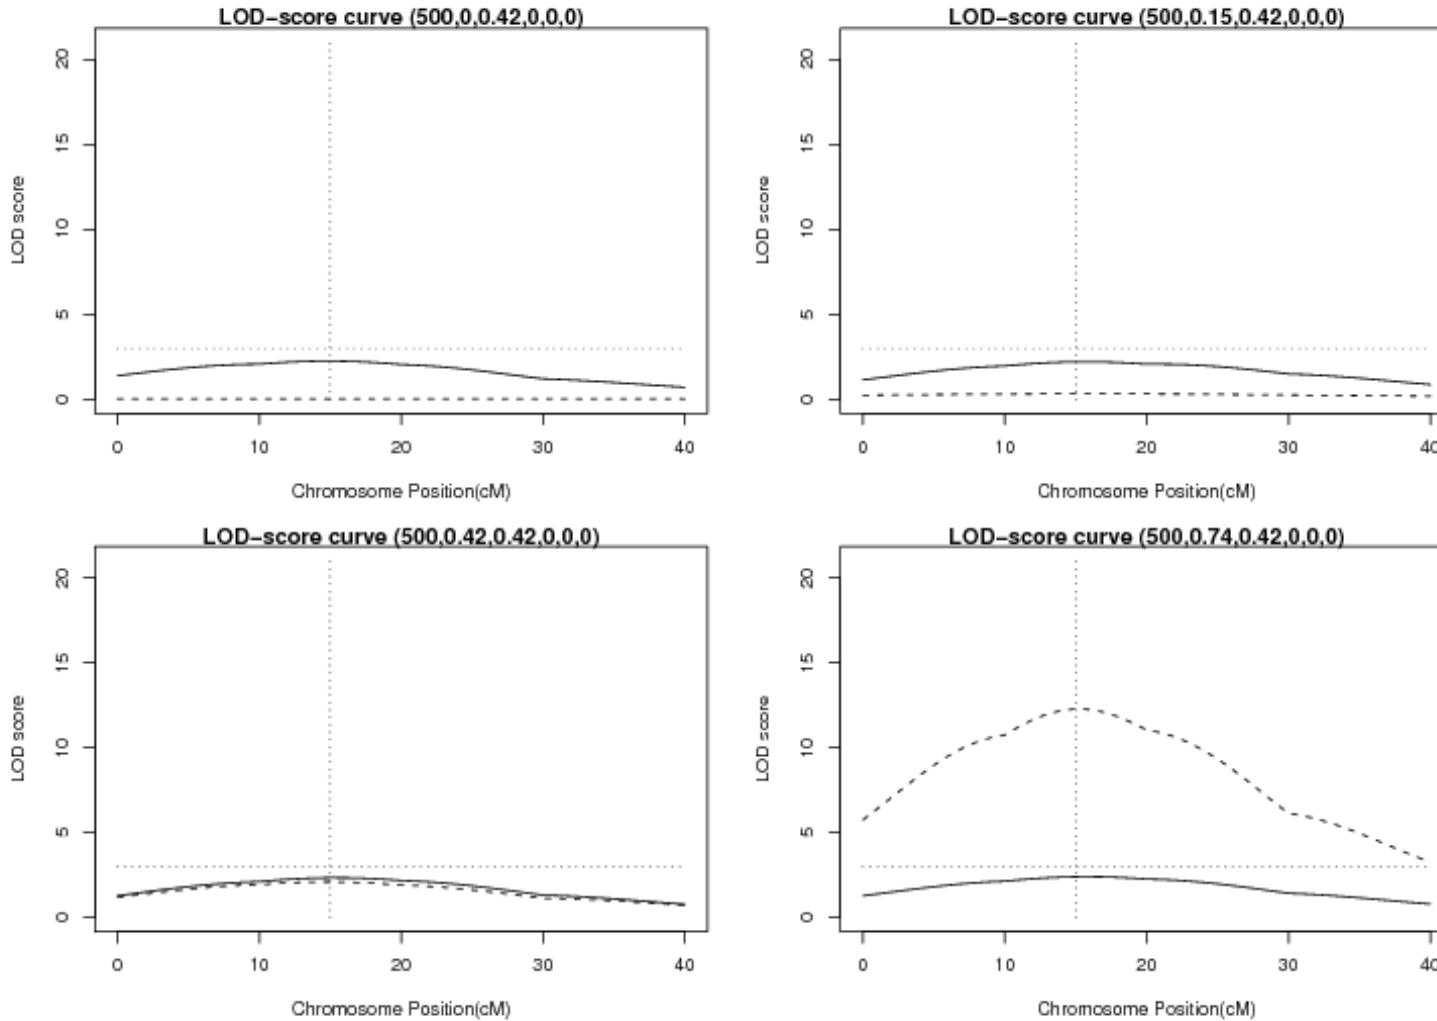 LOD−score curve (500,0,0.42,0,0,0)
20
15
10
5
0
LOD score
0 10 20 30 40
Chromosome Position(cM)
LOD−score curve (500,0.15,0.42,0,0,0)
20
15
10
5
0
LOD score
0 10 20 30 40
Chromosome Position(cM)
LOD−score curve (500,0.42,0.42,0,0,0)
20
15
10
5
0
LOD score
0 10 20 30 40
Chromosome Position(cM)
LOD−score curve (500,0.74,0.42,0,0,0)
20
15
10
5
0
LOD score
0 10 20 30 40
Chromosome Position(cM)